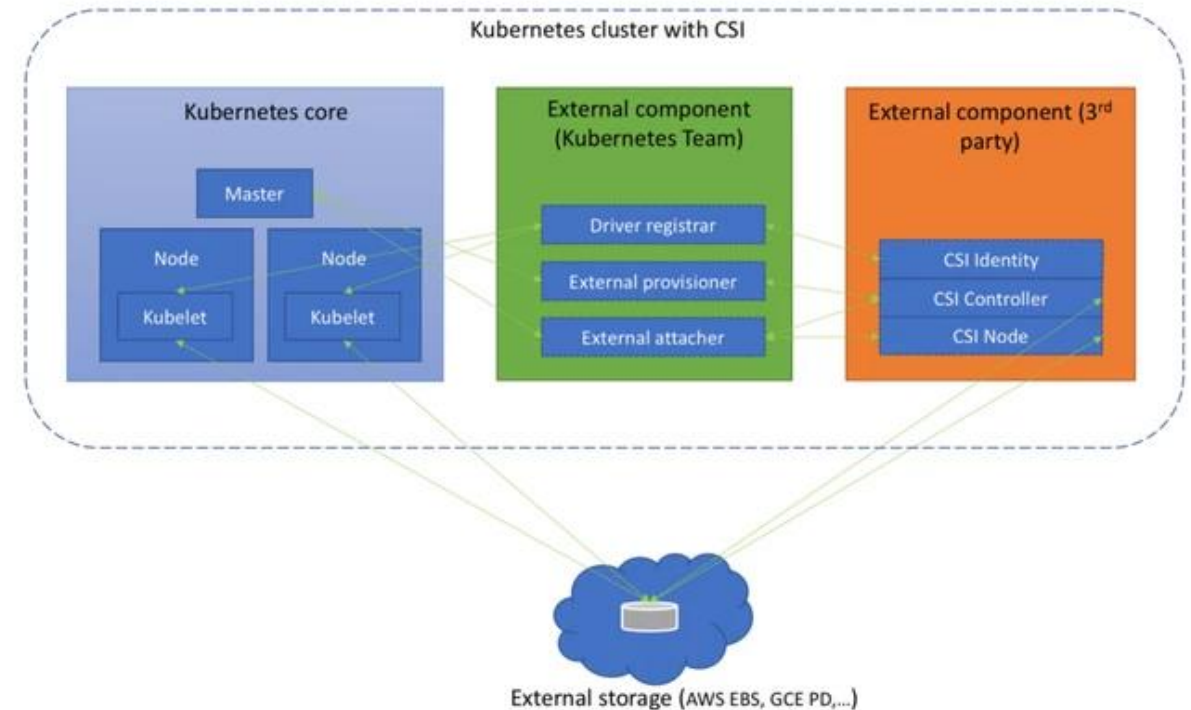 Kubernetes cluster with CSI
Kubernetes core
Master
Node
Node
Kubelet
Kubelet
External component
(Kubernetes Team)
Driver registrar
External provisioner
External attacher
External component (3rd
party)
CSI Identity
CSI Controller
CSI Node
External storage (AWS EBS, GCE PD,...)